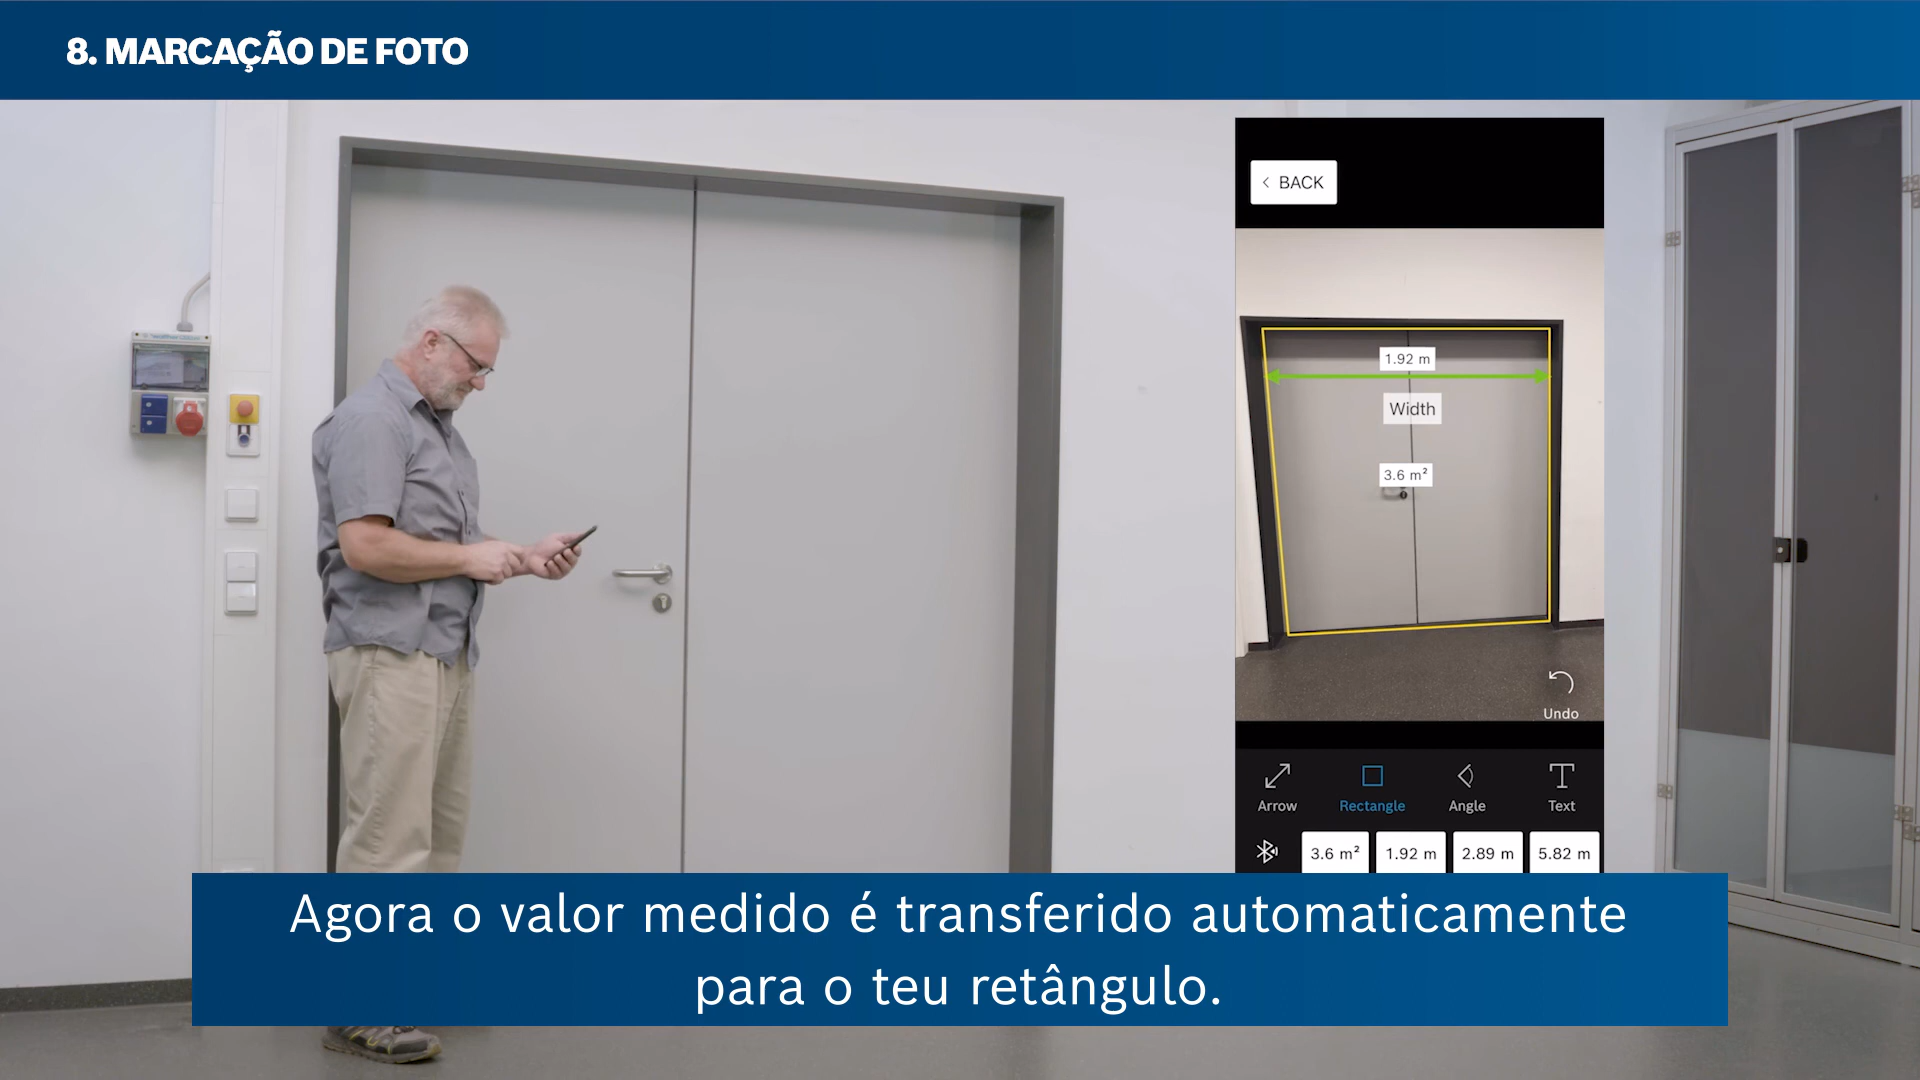 8. MARCAÇÃO DE FOTO
BACK
1.92 m
Width
3.6 m²
Undo
Arrow
Rectangle
Angle
Text
3.6 m²
1.92 m
2.89 m
5.82 m
Agora o valor medido é transferido automaticamente
para o teu retângulo.